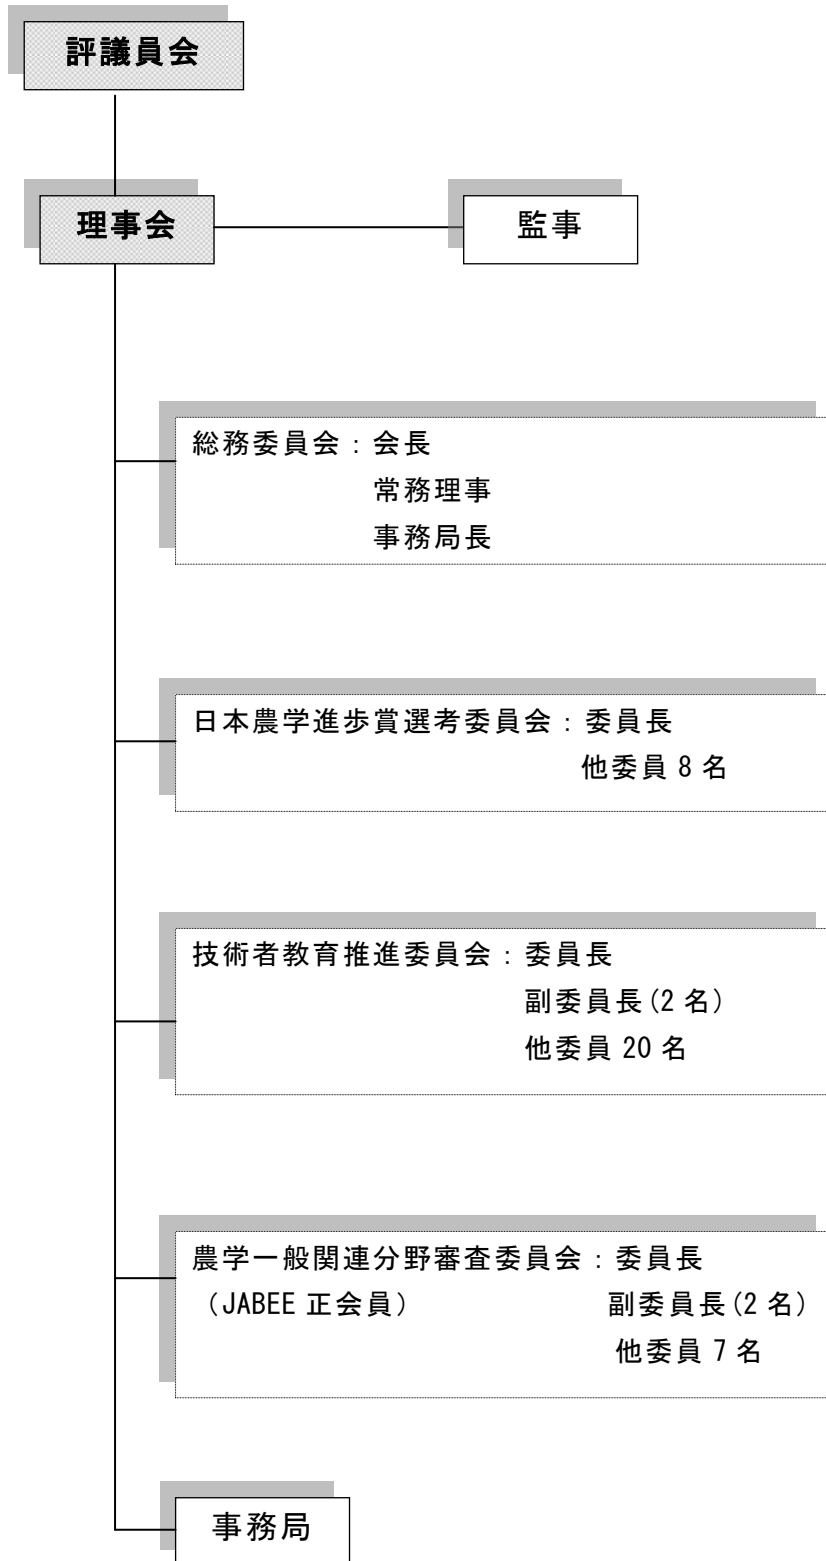 評議員会
理事会
監事
総務委員会：会長
常務理事
事務局長
日本農学進歩賞選考委員会：委員長
他委員 8 名
技術者教育推進委員会：委員長
副委員長(2 名)
他委員 20 名
農学一般関連分野審査委員会：委員長
（JABEE 正会員） 副委員長(2 名)
他委員 7 名
事務局